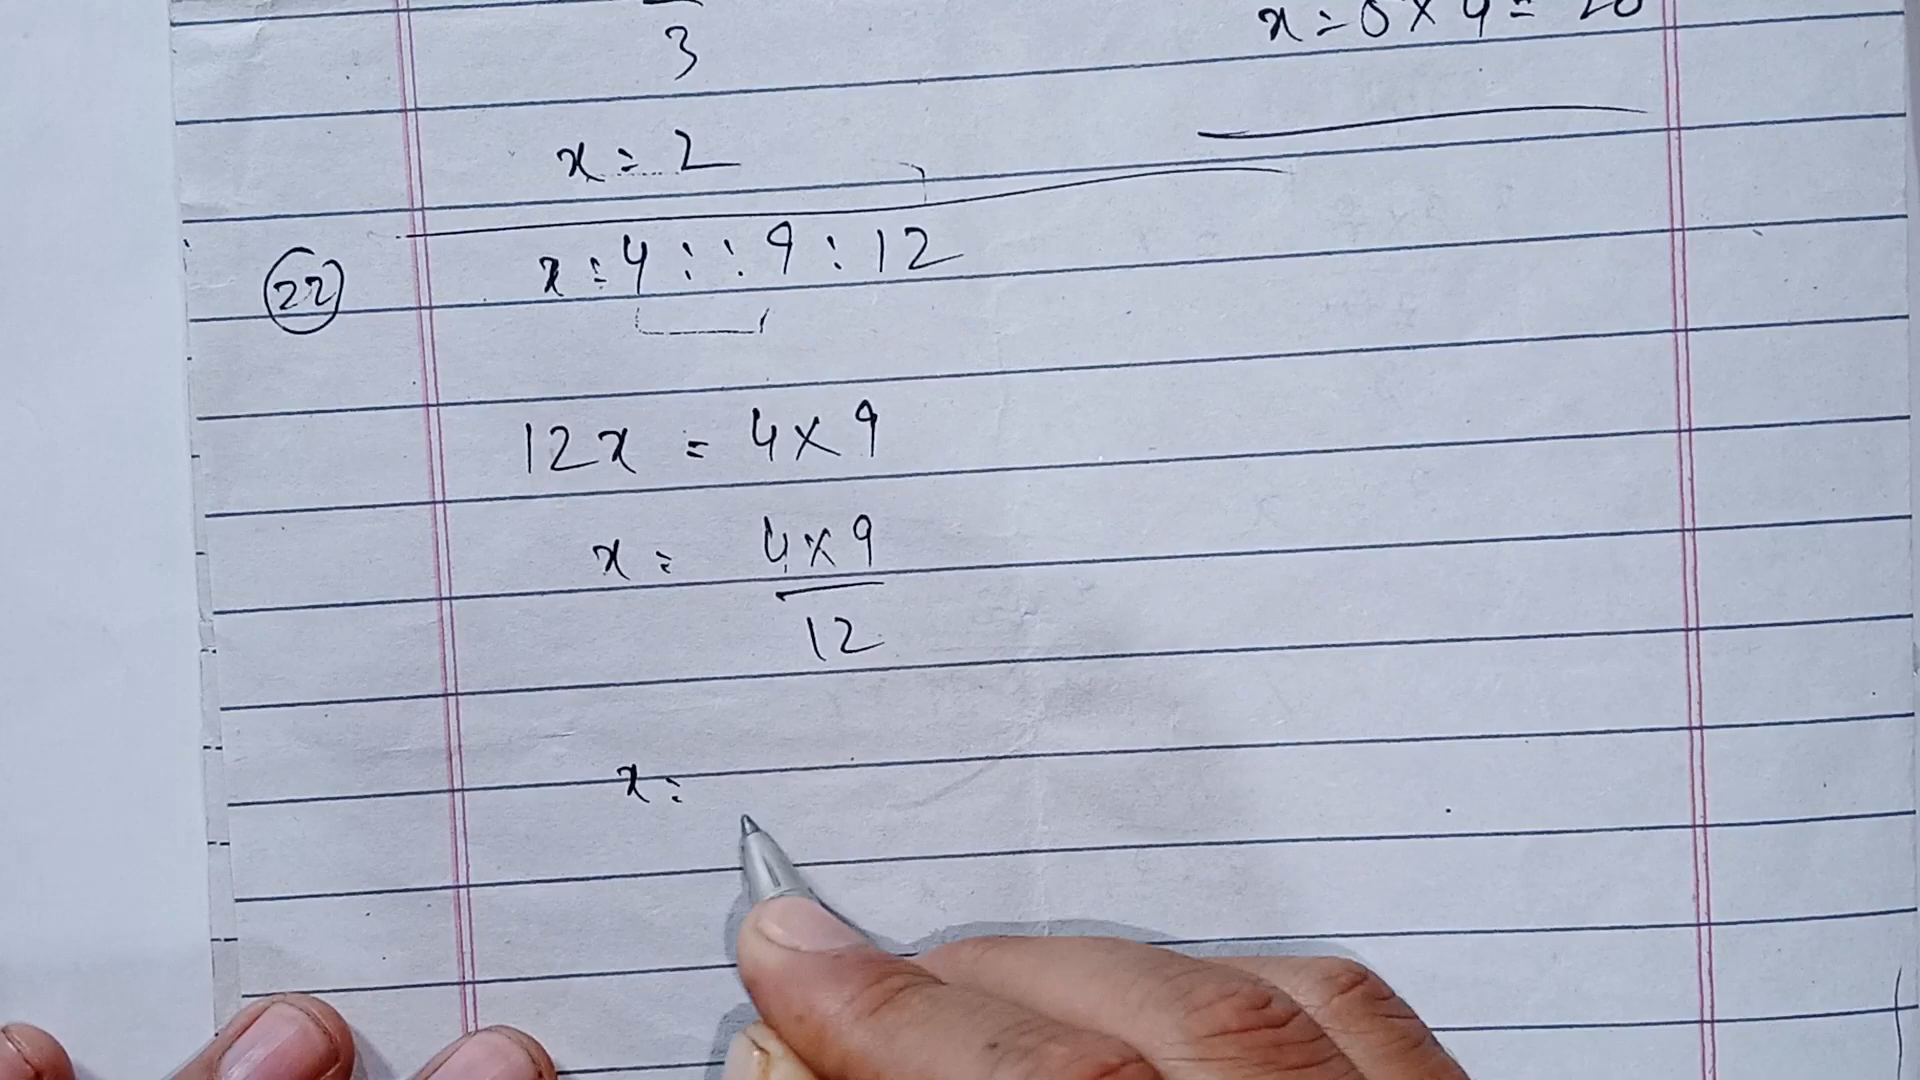 3
x = 2
(22) x : 4 : : 9 : 12
12x = 4 x 9
x = 4 x 9
12
x =